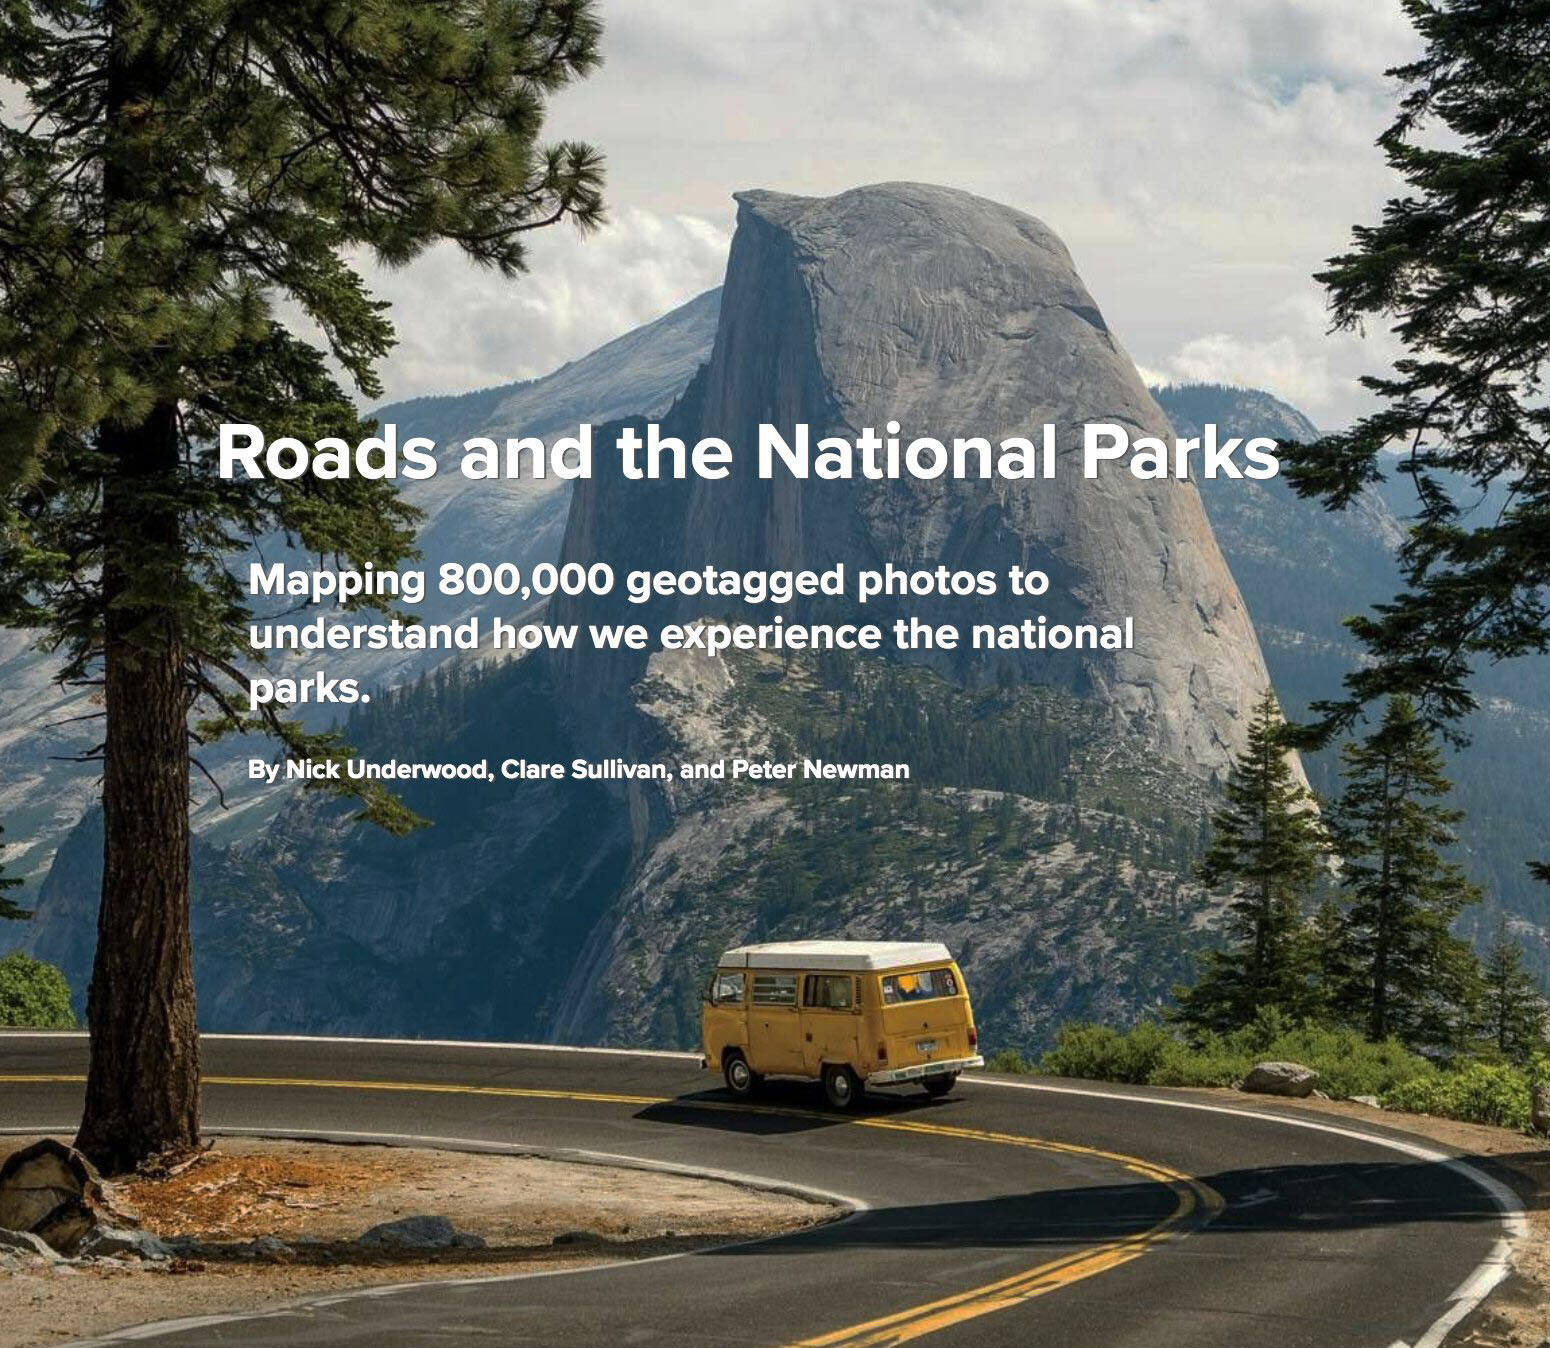 Roads and the National Parks
Mapping 800,000 geotagged photos to
understand how we experience the national
parks.
By Nick Underwood, Clare Sullivan, and Peter Newman